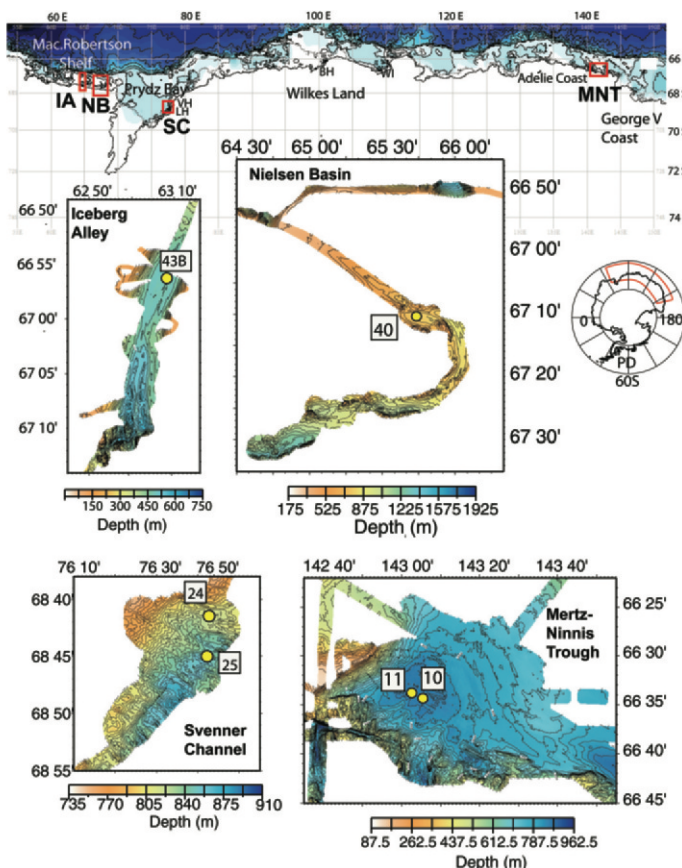 60 E 80 E 100 E 120 E 140 E
Mac.Robertson
Shelf
66
Prydz Bay
BH
WI
Adelie Coast
68
IA NB
VH
LH
SC
Wilkes Land
MNT
George V
Coast
70
72
74
64 30' 65 00' 65 30' 66 00'
62 50' 63 10'
Nielsen Basin
66 50'
66 50'
Iceberg
Alley
43B
66 55'
67 00'
67 00'
67 10'
40
67 05'
67 20'
67 10'
67 30'
0
180
PD
60S
150 300 450 600 750
Depth (m)
175 525 875 1225 1575 1925
Depth (m)
76 10' 76 30' 76 50'
68 40'
24
68 45'
25
68 50'
Svenner
Channel
68 55'
735 770 805 840 875 910
Depth (m)
142 40' 143 00' 143 20' 143 40'
66 25'
Mertz-
Ninnis
Trough
66 30'
11 10
66 35'
66 40'
66 45'
87.5 262.5 437.5 612.5 787.5 962.5
Depth (m)